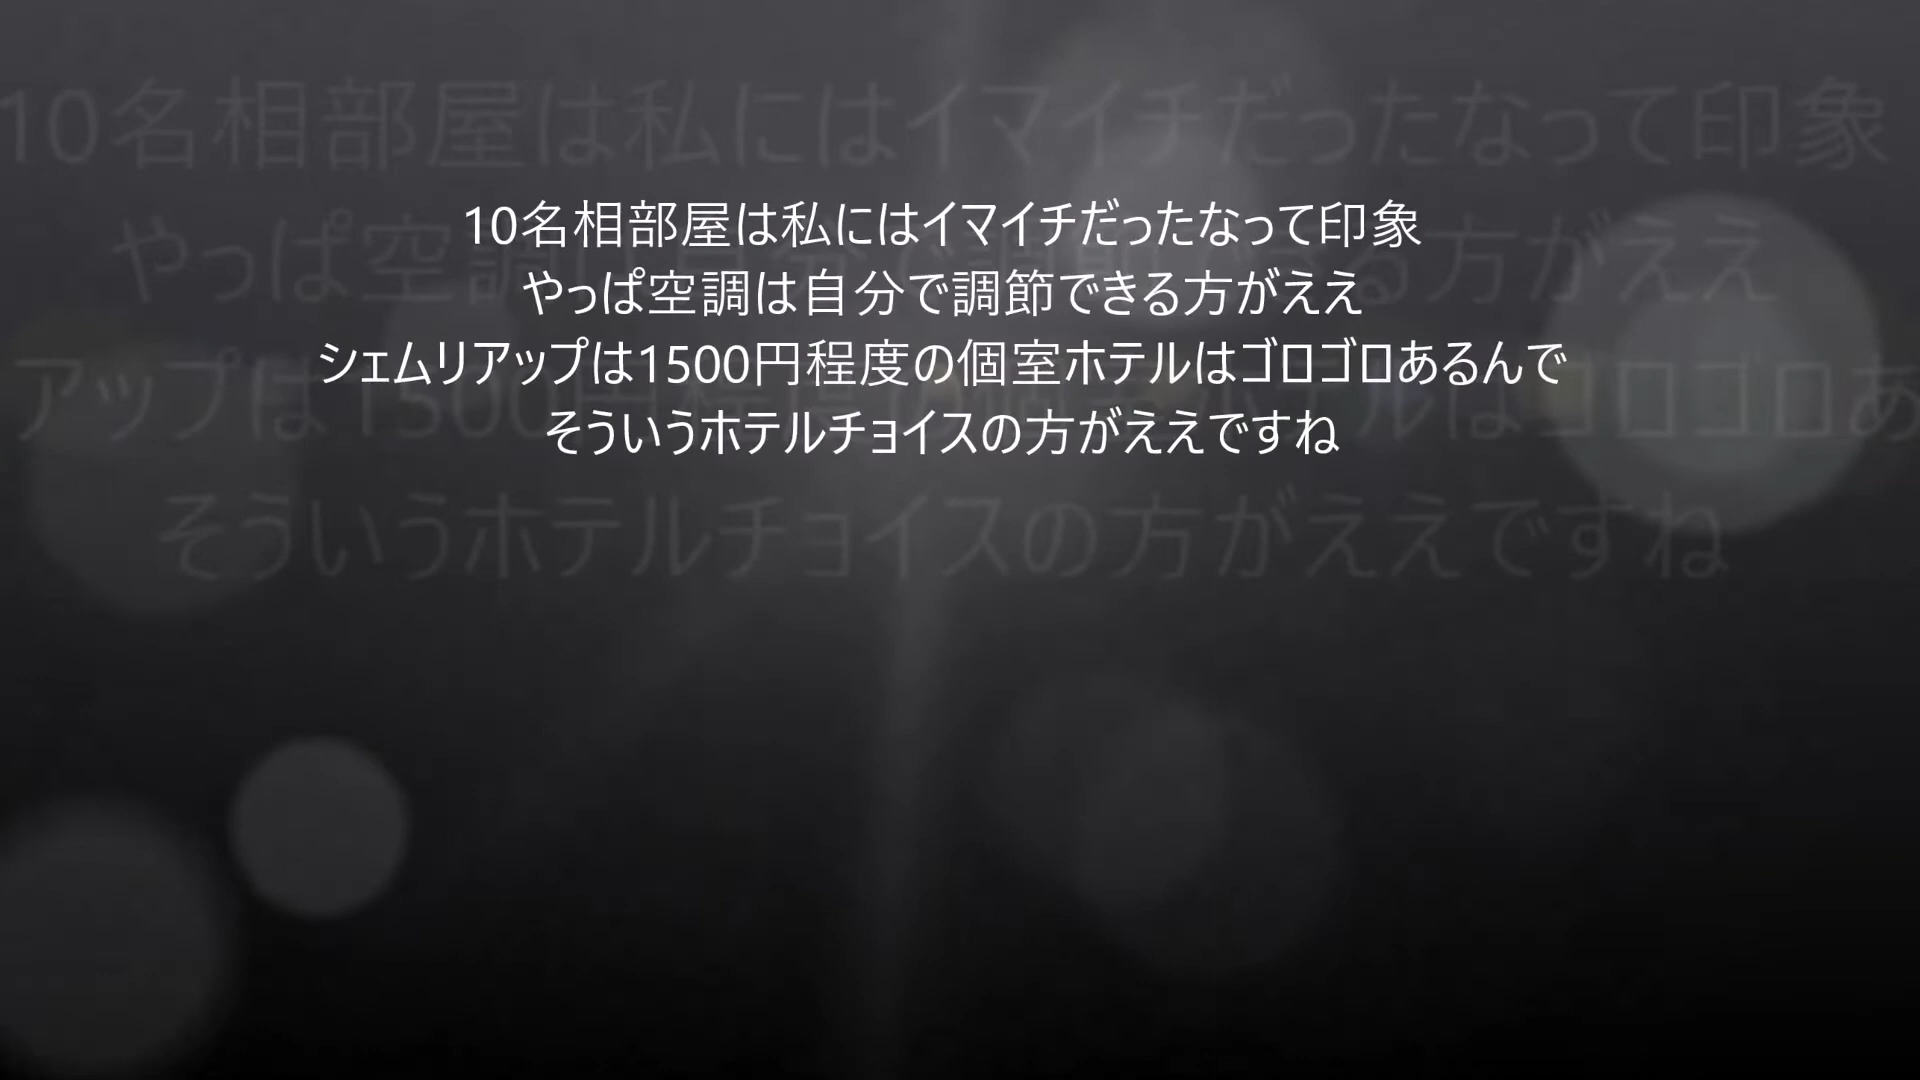 10名相部屋は私にはイマイチだったなって印象
やっぱ空調は自分で調節できる方がええ
シェムリアップは1500円程度の個室ホテルはゴロゴロあるんで
そういうホテルチョイスの方がええですね